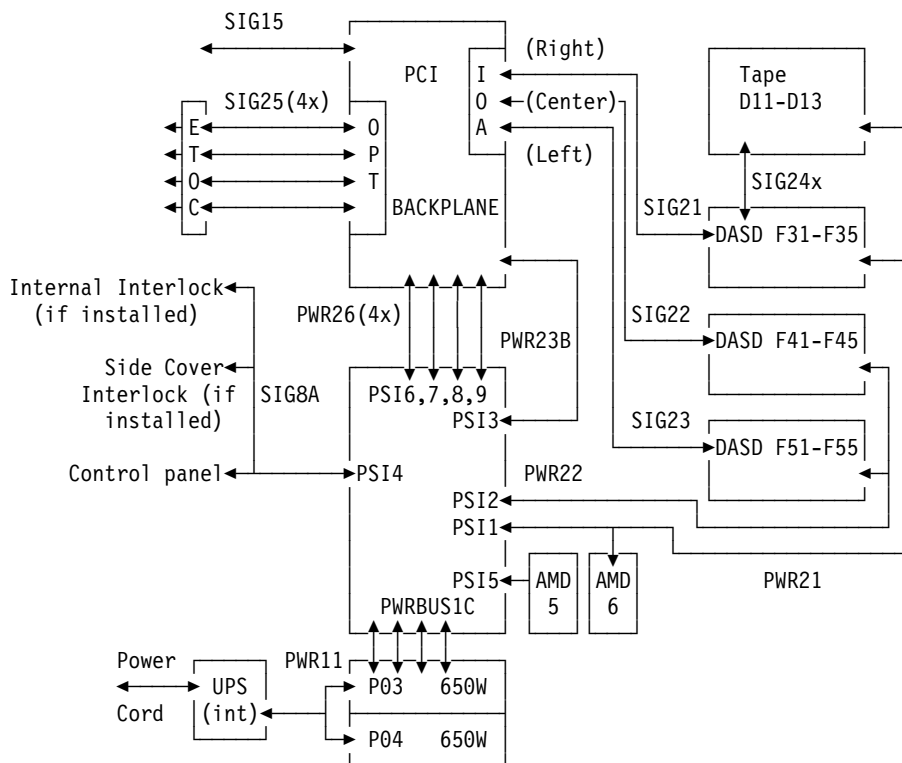 SIG15
PCI
I
O
A
(Right)
(Center)
(Left)
Tape
D11-D13
SIG25(4x)
E
T
O
C
O
P
T
BACKPLANE
SIG24x
SIG21
DASD F31-F35
Internal Interlock
(if installed)
PWR26(4x)
PWR23B
SIG22
DASD F41-F45
Side Cover
Interlock (if
installed)
SIG8A
PSI6,7,8,9
PSI3
SIG23
DASD F51-F55
Control panel
PSI4
PWR22
PSI2
PSI1
PSI5
AMD
5
AMD
6
PWR21
PWRBUS1C
Power
Cord
UPS
(int)
PWR11
P03 650W
P04 650W